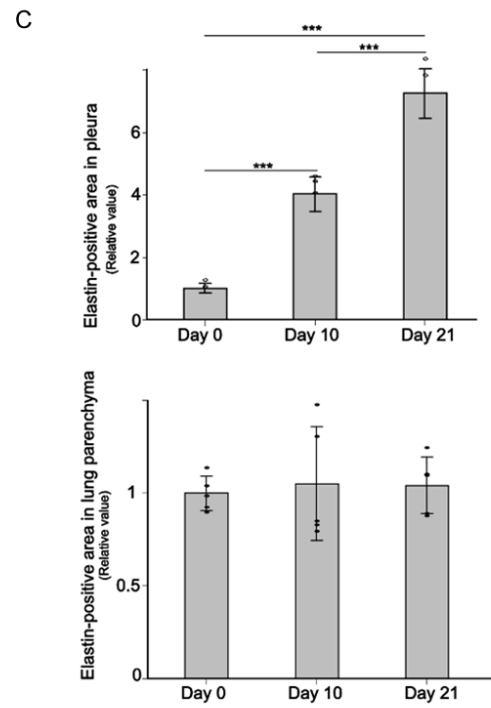 C
***
***
***
Elastin-positive area in pleura
(Relative value)
6
4
2
0
Day 0 Day 10 Day 21
Elastin-positive area in lung parenchyma
(Relative value)
1
0.5
0
Day 0 Day 10 Day 21